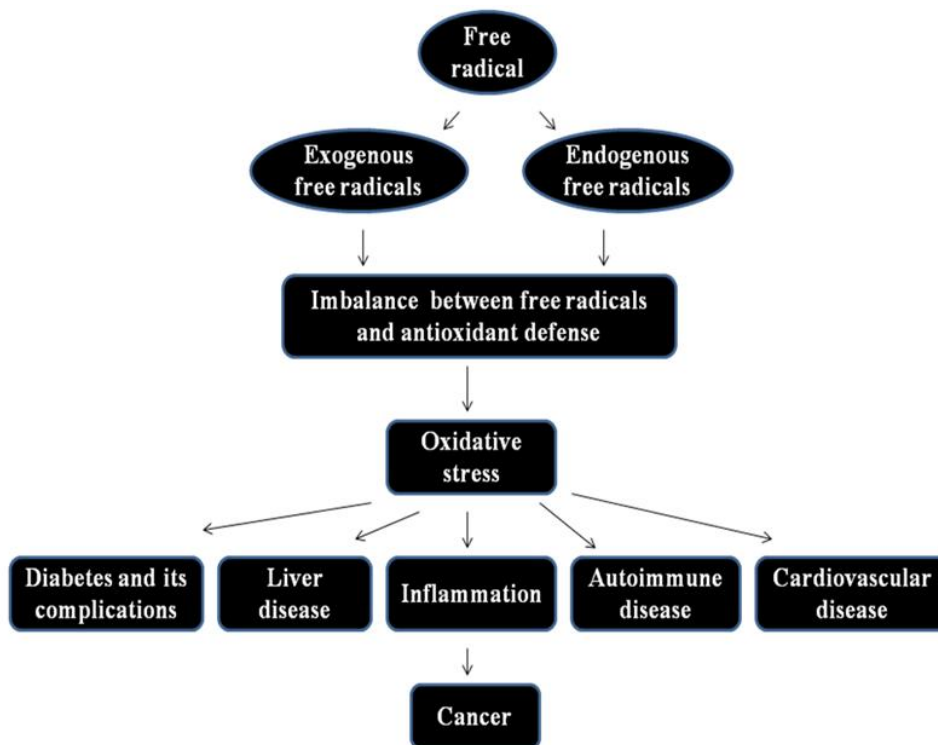 Free
radical
Exogenous
free radicals
Endogenous
free radicals
Imbalance between free radicals
and antioxidant defense
Oxidative
stress
Diabetes and its
complications
Liver
disease
Inflammation
Autoimmune
disease
Cardiovascular
disease
Cancer